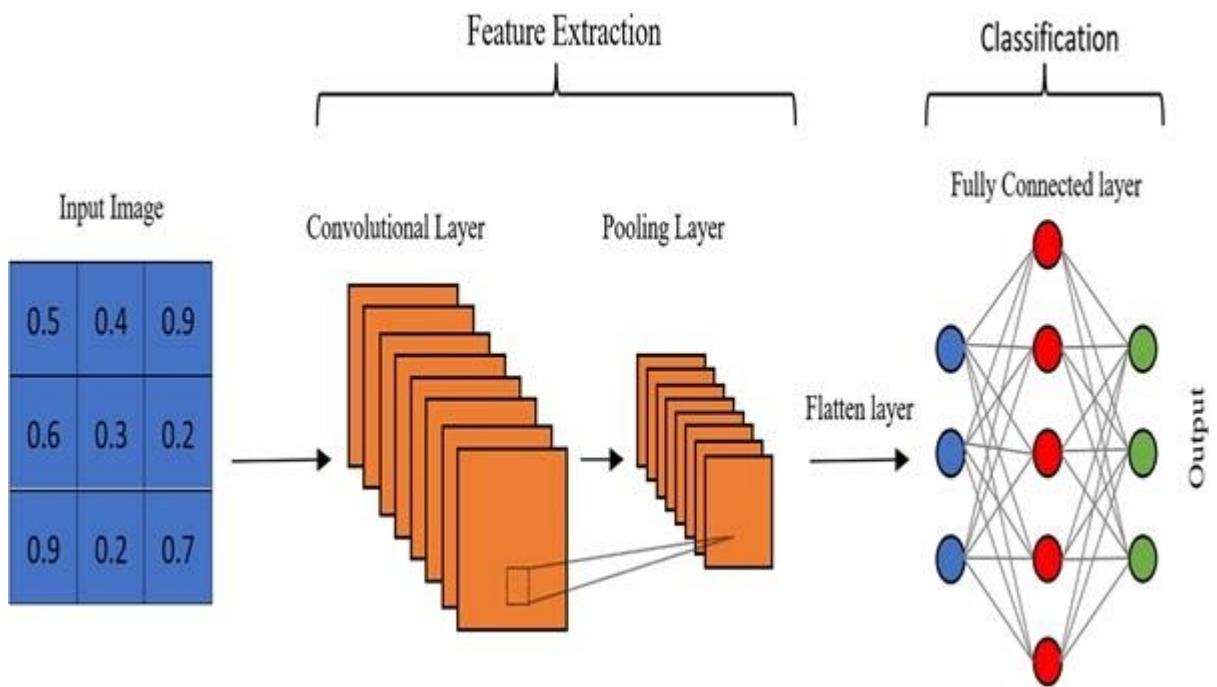 Feature Extraction
Classification
Input Image
Convolutional Layer
Pooling Layer
Fully Connected layer
0.5 0.4 0.9
0.6 0.3 0.2
0.9 0.2 0.7
Flatten layer
Output